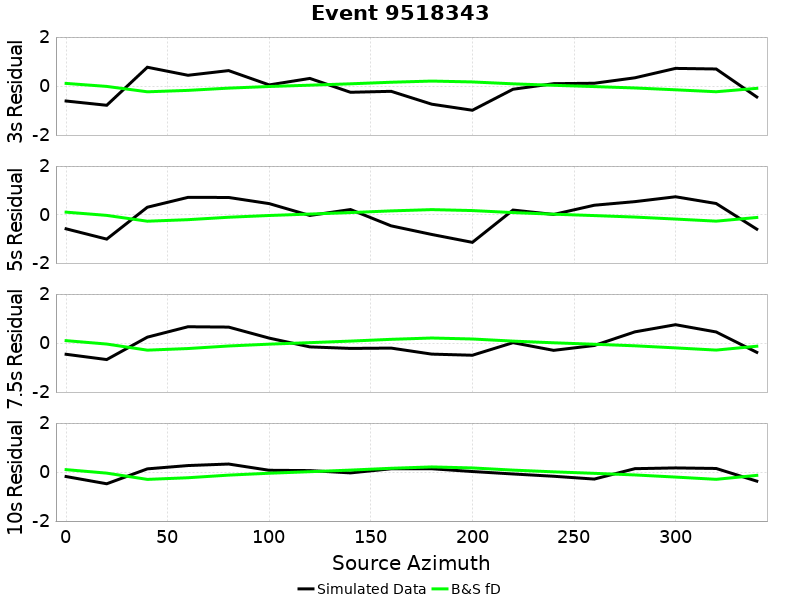 Event 9518343
3s Residual
2
0
-2
5s Residual
2
0
-2
7.5s Residual
2
0
-2
10s Residual
2
0
-2
0 50 100 150 200 250 300
Source Azimuth
Simulated Data B&S fD